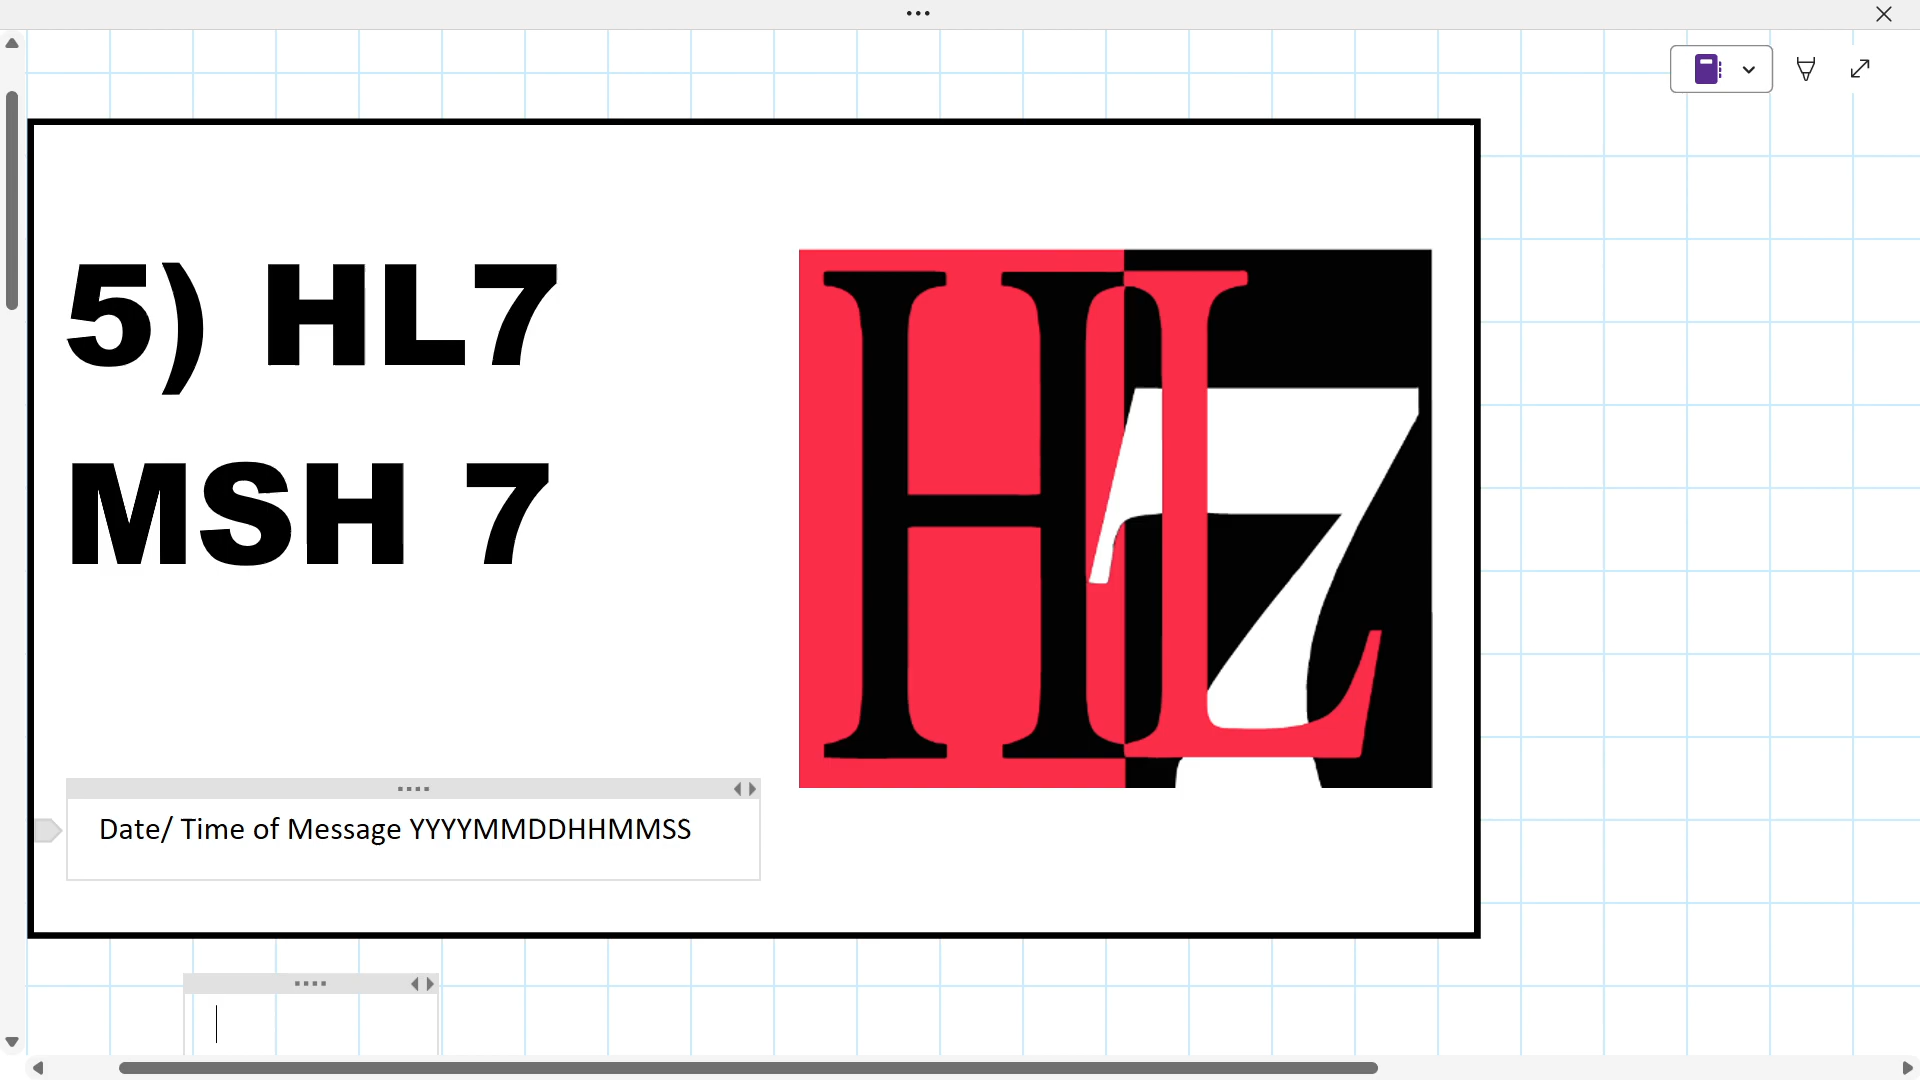 5) HL7
MSH 7
HL7
Date/ Time of Message YYYYMMDDHHMMSS